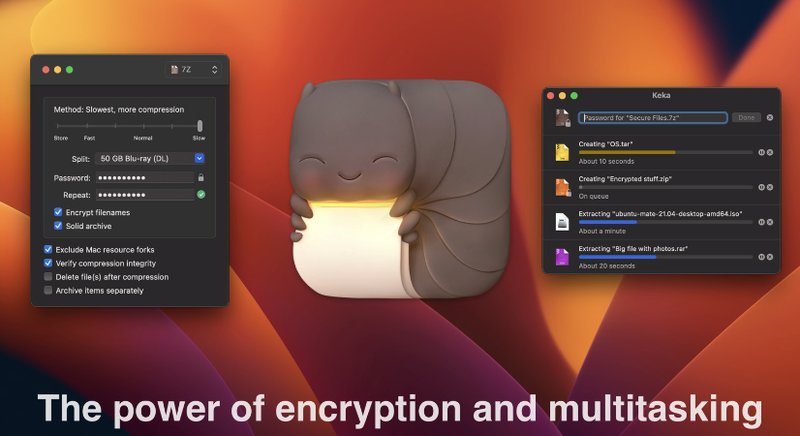 7Z
Method: Slowest, more compression
Store Fast Normal Slow
Split: 50 GB Blu-ray (DL)
Password: ••••••••••
Repeat: ••••••••••
Encrypt filenames
Solid archive
Exclude Mac resource forks
Verify compression integrity
Delete file(s) after compression
Archive items separately
Keka
Password for "Secure Files.7z" Done
Creating "OS.tar"
About 10 seconds
Creating "Encrypted stuff.zip"
On queue
Extracting "ubuntu-mate-21.04-desktop-amd64.iso"
About a minute
Extracting "Big file with photos.rar"
About 20 seconds
The power of encryption and multitasking